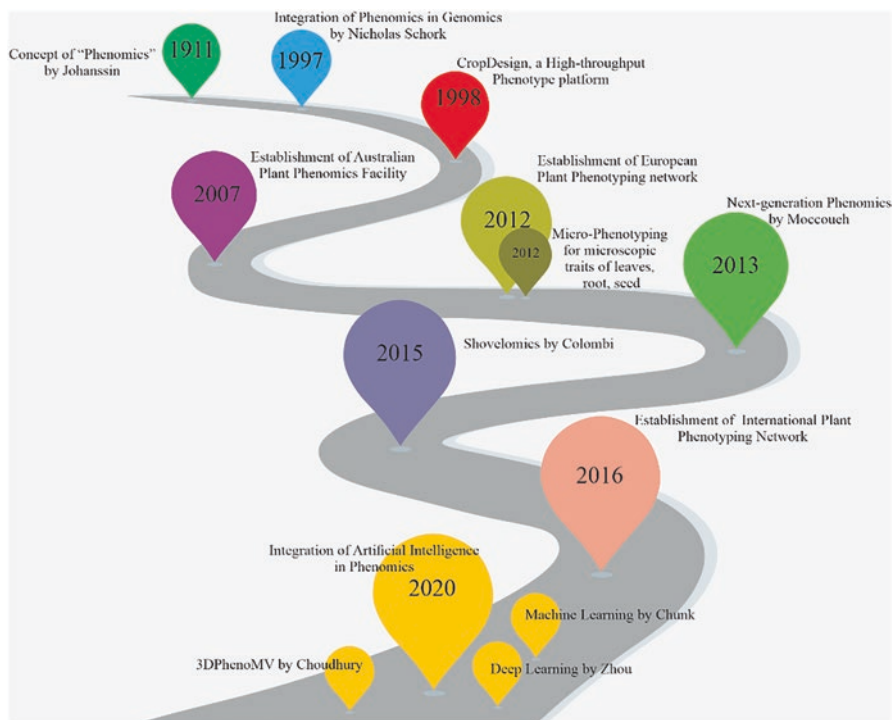 Concept of "Phenomics"
by Johanssin
1911
Integration of Phenomics in Genomics
by Nicholas Schork
1997
CropDesign, a High-throughput
Phenotype platform
1998
Establishment of Australian
Plant Phenomics Facility
2007
Establishment of European
Plant Phenotyping network
2012
Micro-Phenotyping
for microscopic
traits of leaves,
root, seed
2012
Next-generation Phenomics
by Moccoueh
2013
Shovelomics by Colombi
2015
Establishment of International Plant
Phenotyping Network
2016
Integration of Artificial Intelligence
in Phenomics
2020
Machine Learning by Chunk
3DPhenoMV by Choudhury
Deep Learning by Zhou